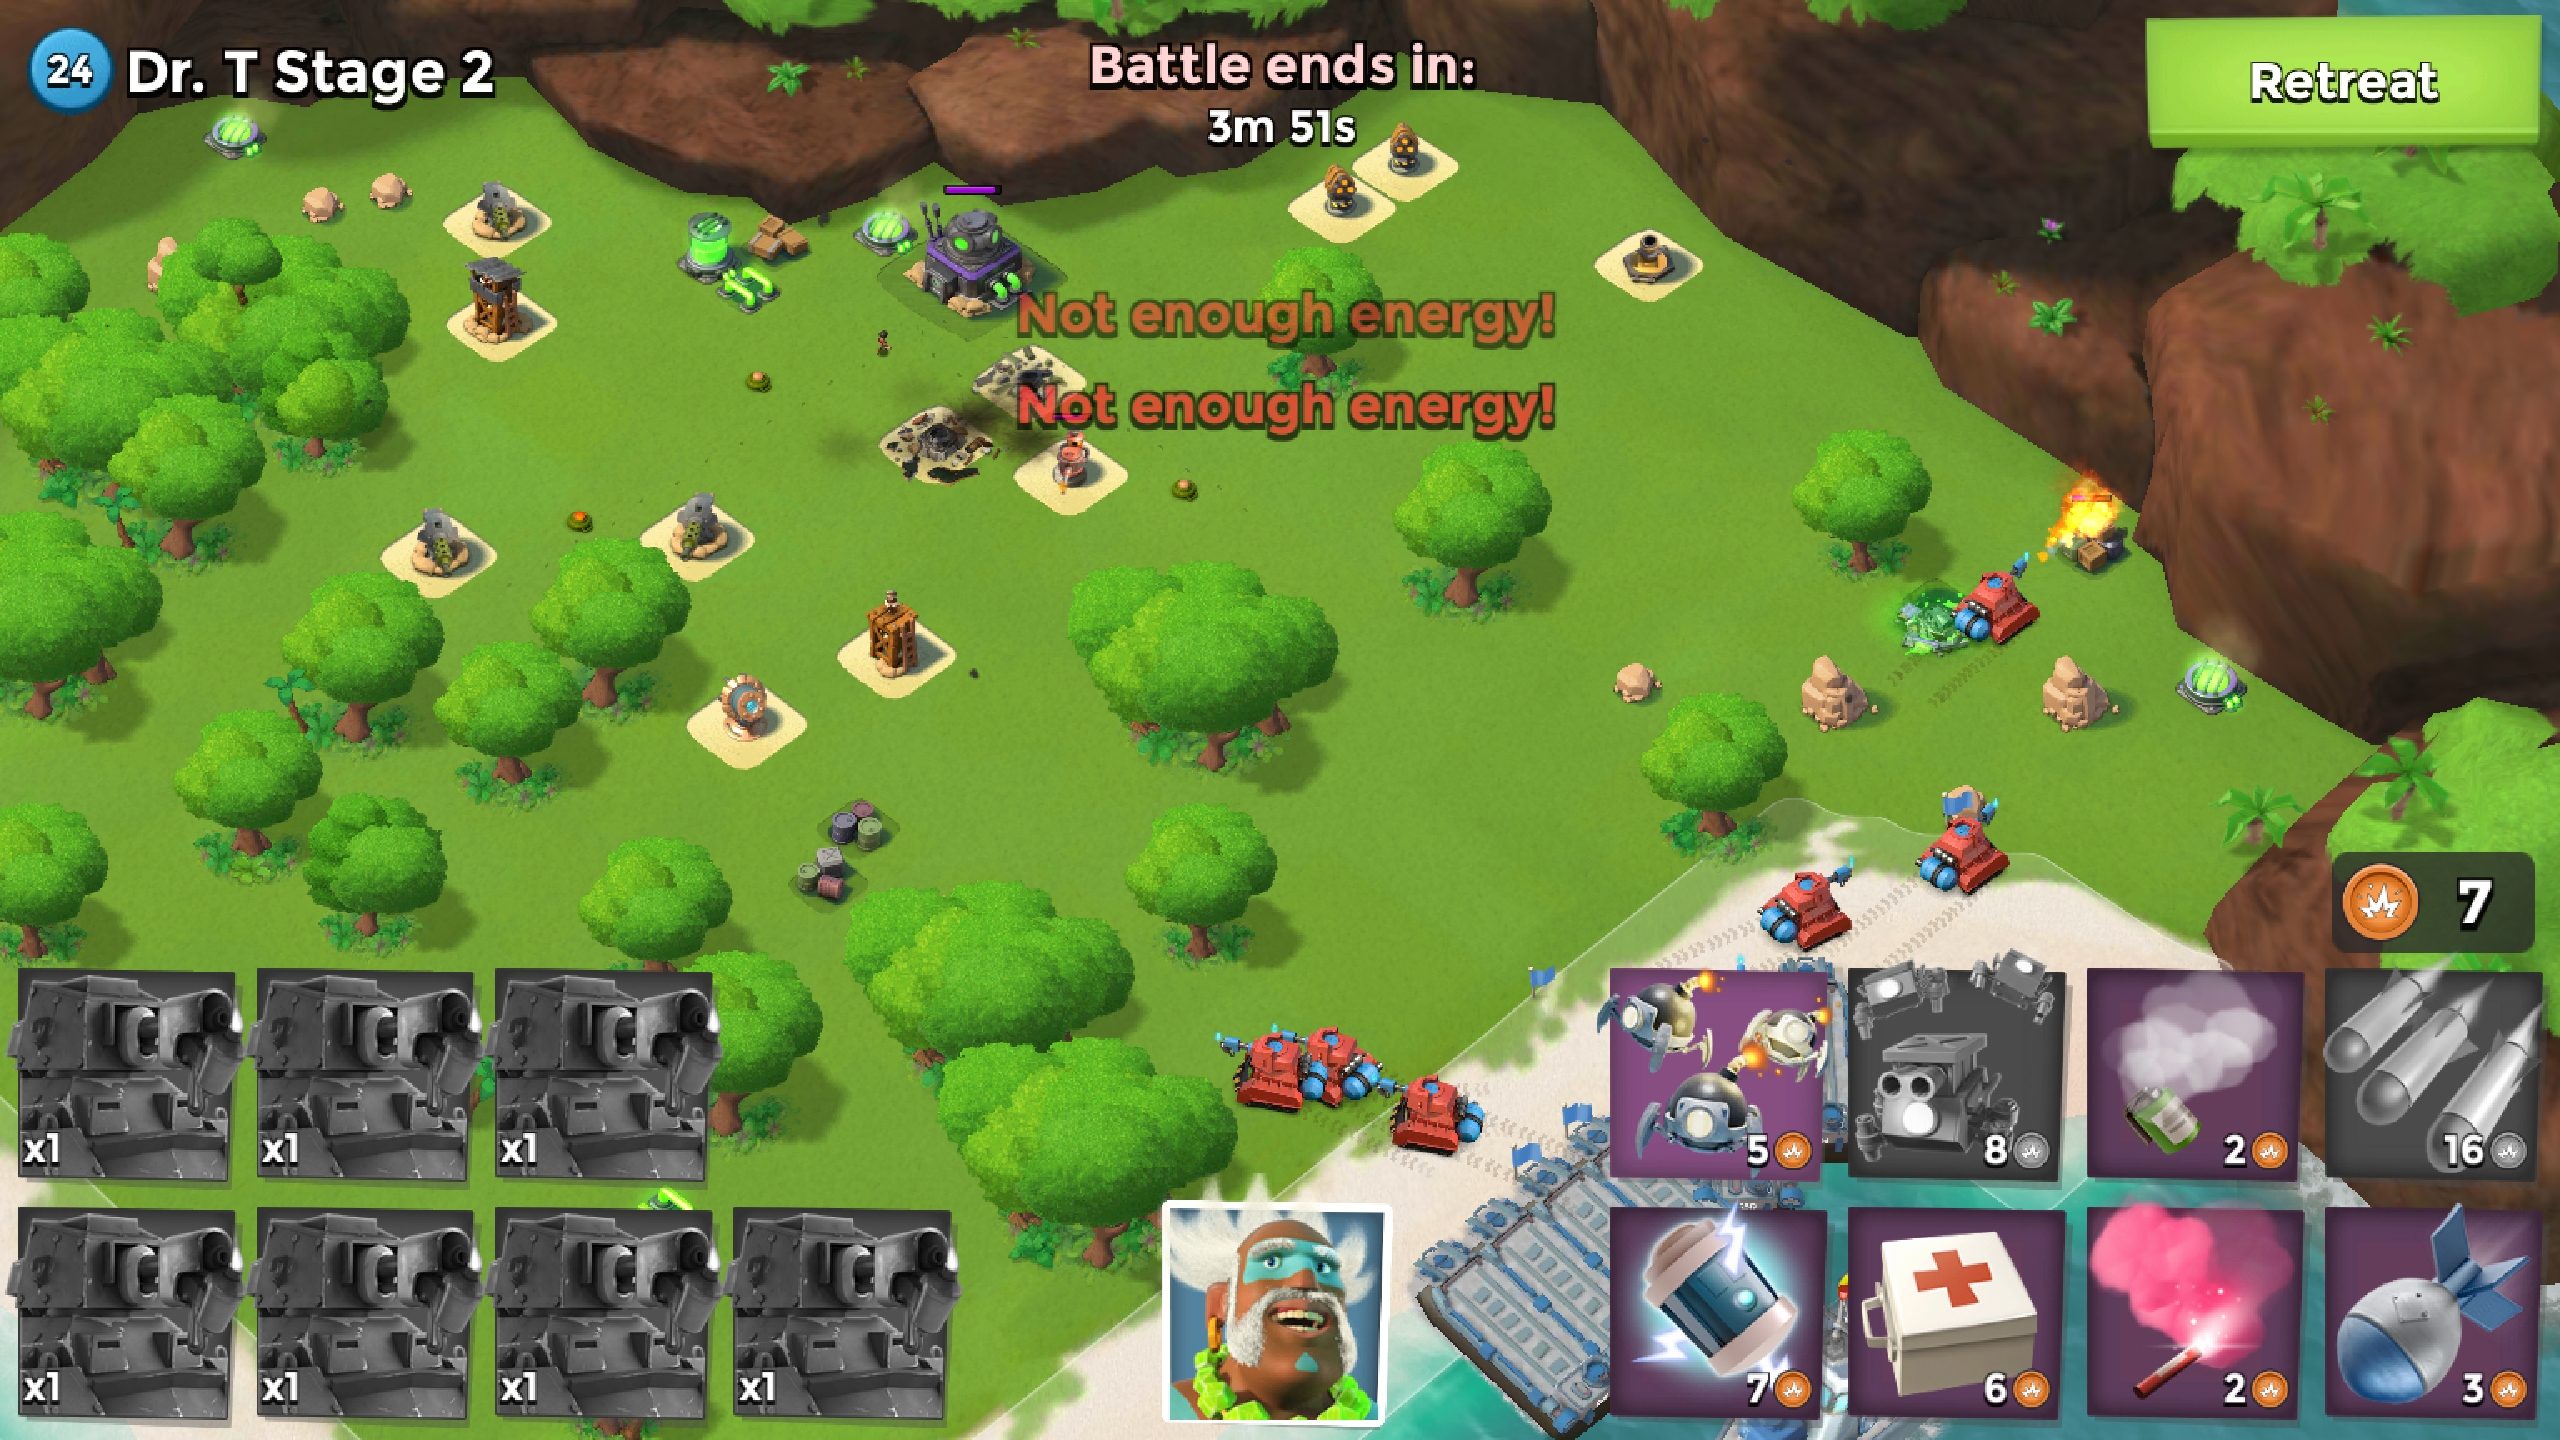 24 Dr. T Stage 2
Battle ends in:
3m 51s
Retreat
Not enough energy!
Not enough energy!
7
x1
x1
x1
5
8
2
16
x1
x1
x1
x1
7
6
2
3